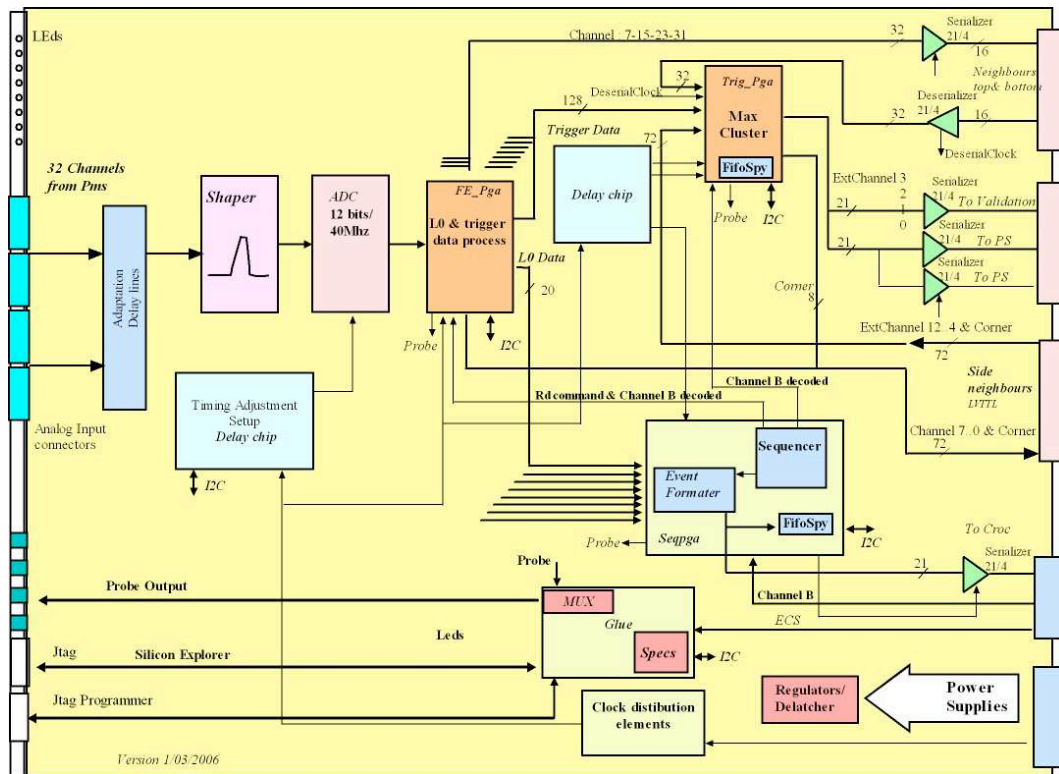 LEds
Channel : 7-15-23-31
32
Serializer
21/4
16
Neighbours
top& bottom
Deserializer
21/4
32
16
DeserialClock
32
Trig_Pga
Max
Cluster
FifoSpy
Probe
I2C
DeserialClock
128
Trigger Data
72
32 Channels
from Pms
Adaptation
Delay lines
Shaper
ADC
12 bits/
40Mhz
FE_Pga
L0 & trigger
data process
Probe
I2C
L0 Data
20
Delay chip
ExtChannel 3
2
1
0
21
Serializer
21/4
To Validation
21
Serializer
21/4
To PS
Serializer
21/4
To PS
Corner
8
ExtChannel 12..4 & Corner
72
Side
neighbours
LVTTL
Channel B decoded
Rd command & Channel B decoded
Channel 7..0 & Corner
72
Analog Input
connectors
Timing Adjustment
Setup
Delay chip
I2C
Sequencer
Event
Formater
FifoSpy
Seqpga
Probe
I2C
To Croc
Serializer
21/4
21
Channel B
Probe
MUX
Glue
Specs
I2C
ECS
Probe Output
Leds
Jtag
Silicon Explorer
Jtag Programmer
Clock distibution
elements
Regulators/
Delatcher
Power
Supplies
Version 1/03/2006